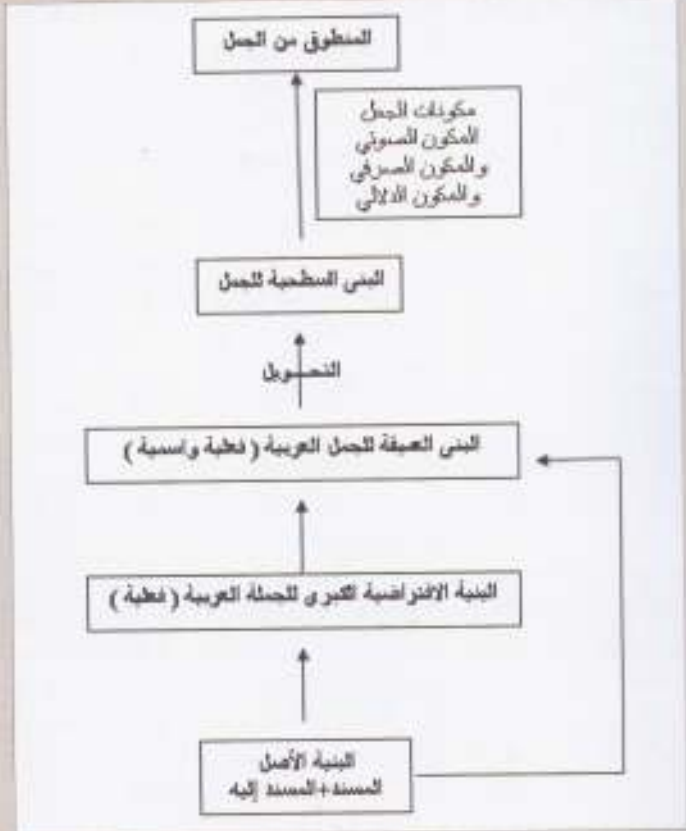 المنطوق من الجمل
مكونات الجمل
المكون الصوتي
والمكون الصرفي
والمكون الدلالي
البنى السطحية للجمل
التحــويل
البنى العميقة للجمل العربية ( فعلية واسمية )
البنية الافتراضية الكبرى للجملة العربية ( فعلية )
البنية الأصل
المسند+المسند إليه